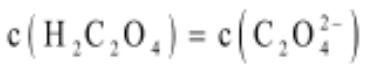 c(H₂C₂O₄) = c(C₂O₄²⁻)